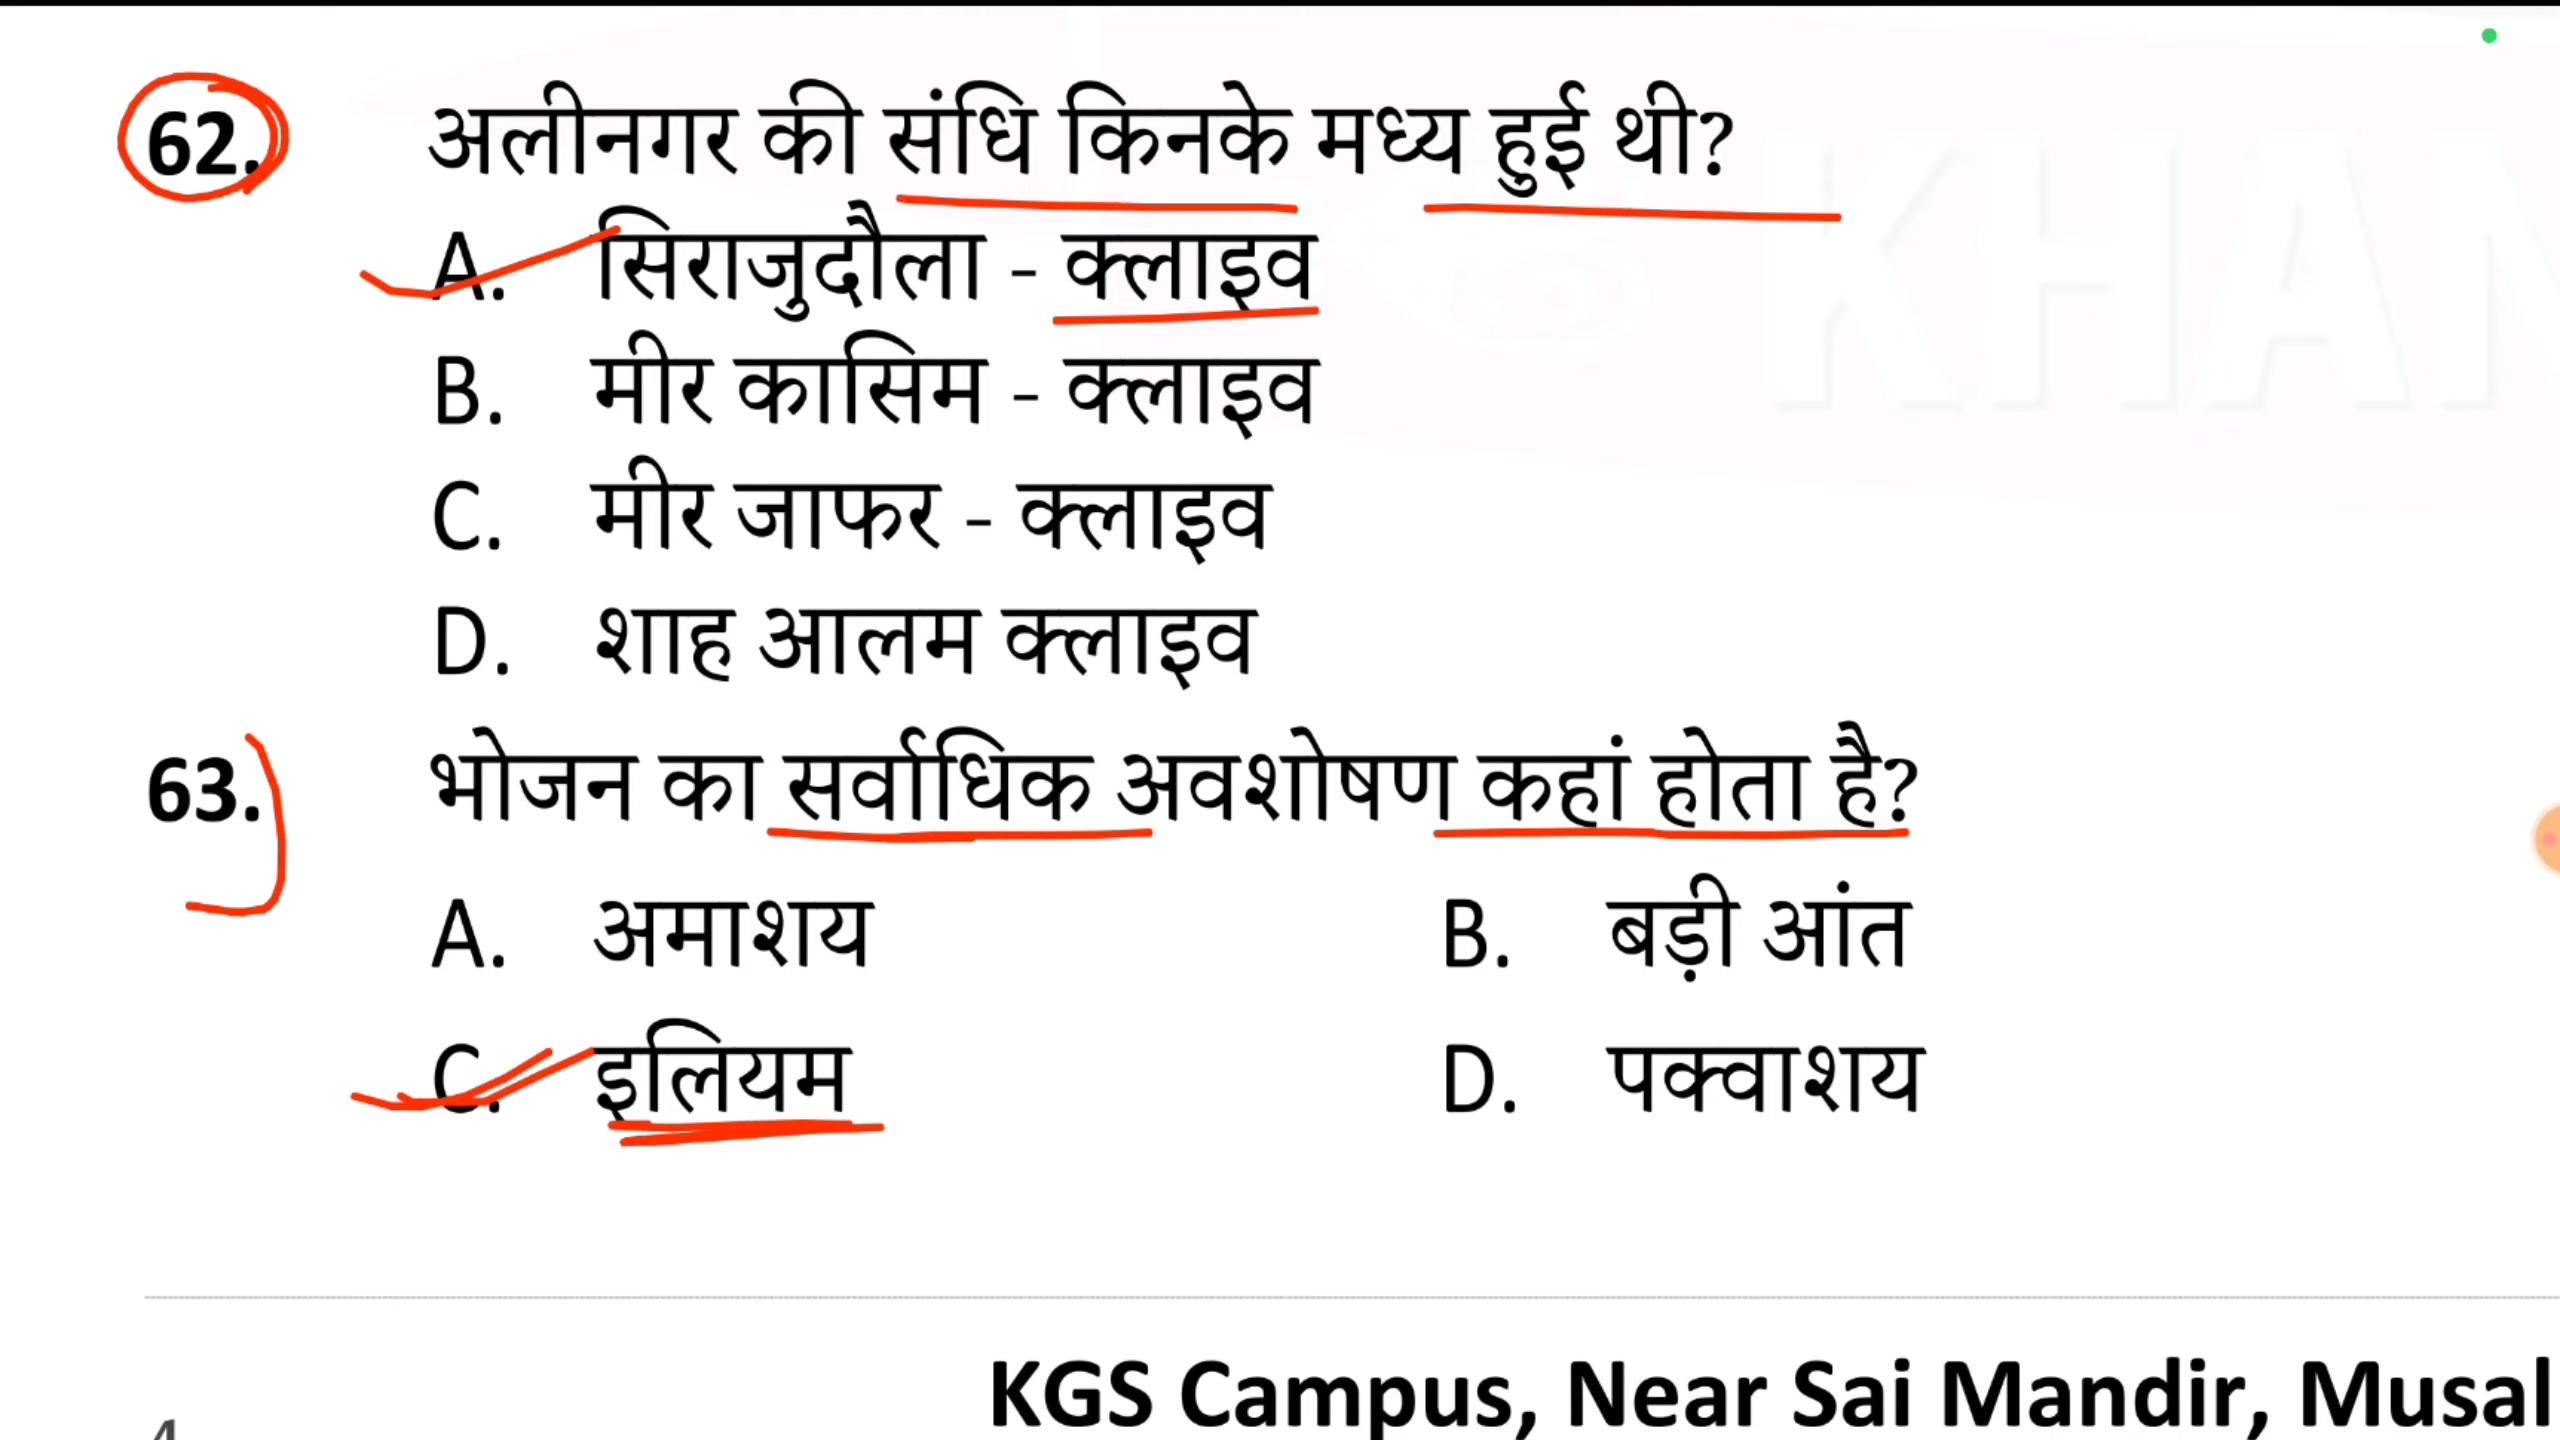 62. अलीनगर की संधि किनके मध्य हुई थी?
A. सिराजुदौला - क्लाइव
B. मीर कासिम - क्लाइव
C. मीर जाफर - क्लाइव
D. शाह आलम क्लाइव
63. भोजन का सर्वाधिक अवशोषण कहां होता है?
A. अमाशय B. बड़ी आंत
C. इलियम D. पक्वाशय
KGS Campus, Near Sai Mandir, Musal